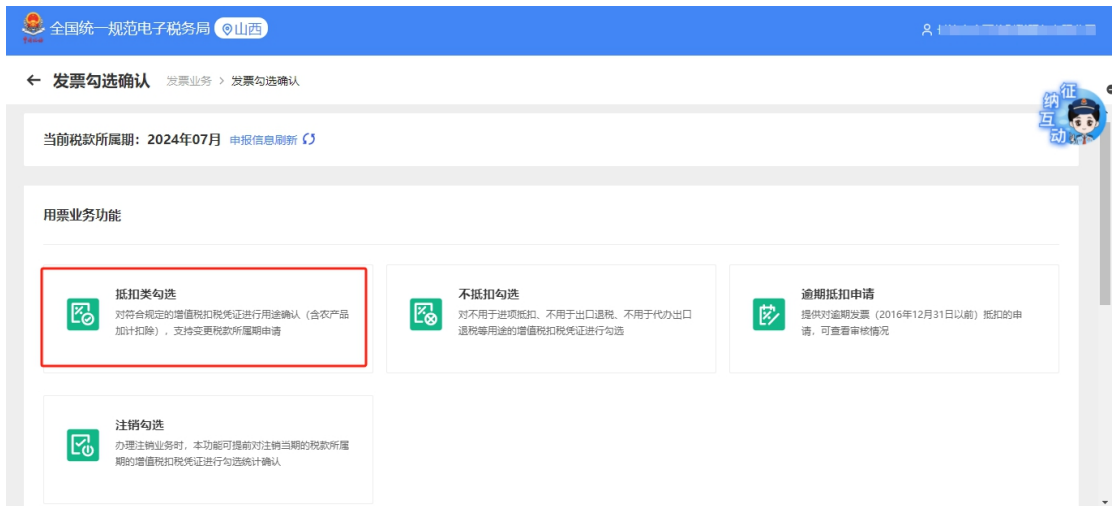 全国统一规范电子税务局 山西
发票勾选确认 发票业务 > 发票勾选确认
征纳互动
当前税款所属期：2024年07月 申报信息刷新
用票业务功能
抵扣类勾选
对符合规定的增值税扣税凭证进行用途确认（含农产品
加计扣除），支持变更税款所属期申请
不抵扣勾选
对不用于进项抵扣、不用于出口退税、不用于代办出口
退税等用途的增值税扣税凭证进行勾选
逾期抵扣申请
提供对逾期发票（2016年12月31日以前）抵扣的申
请，可查看审核情况
注销勾选
办理注销业务时，本功能可提前对注销当期的税款所属
期的增值税扣税凭证进行勾选统计确认